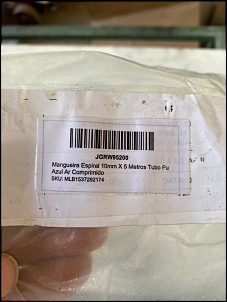 JGRW95200
Mangueira Espiral 10mm X 5 Metros Tubo Pu
Azul Ar Comprimido
SKU: MLB1537292174